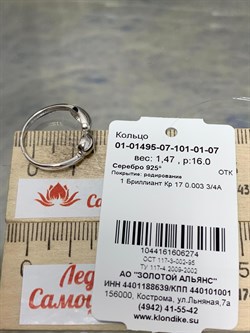 Кольцо
01-01495-07-101-01-07
вес: 1,47 , р:16.0
Серебро 925°
ОТК
Покрытие: родирование
1 Бриллиант Кр 17 0.003 3/4А
1044161606274
ОСТ 117-3-002-95
ТУ 117-4 2099-2002
АО "ЗОЛОТОЙ АЛЬЯНС"
ИНН 4401188639/КПП 440101001
156000, Кострома, ул.Льняная,7а
(4942) 41-55-42
www.klondike.su
Лед
Самоц